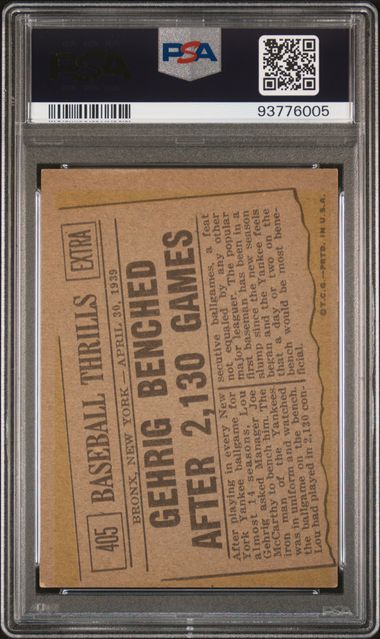 PSA
PSA
93776005
405 BASEBALL THRILLS EXTRA
BRONX, NEW YORK — APRIL 30, 1939
GEHRIG BENCHED
AFTER 2,130 GAMES
After playing in every New
York Yankee ballgame for
almost 14 seasons, Lou
Gehrig asked Manager Joe
McCarthy to bench him. The
iron man of the Yankees
was in uniform and watched
the ballgame on the bench.
Lou had played in 2,130 con-
secutive ballgames, a feat
not equaled by any other
major leaguer. The popular
first baseman has been in a
slump since the new season
began and the Yankee feels
that a day or two on the
bench would be most bene-
ficial.
©T.C.G.—PRTD. IN U.S.A.